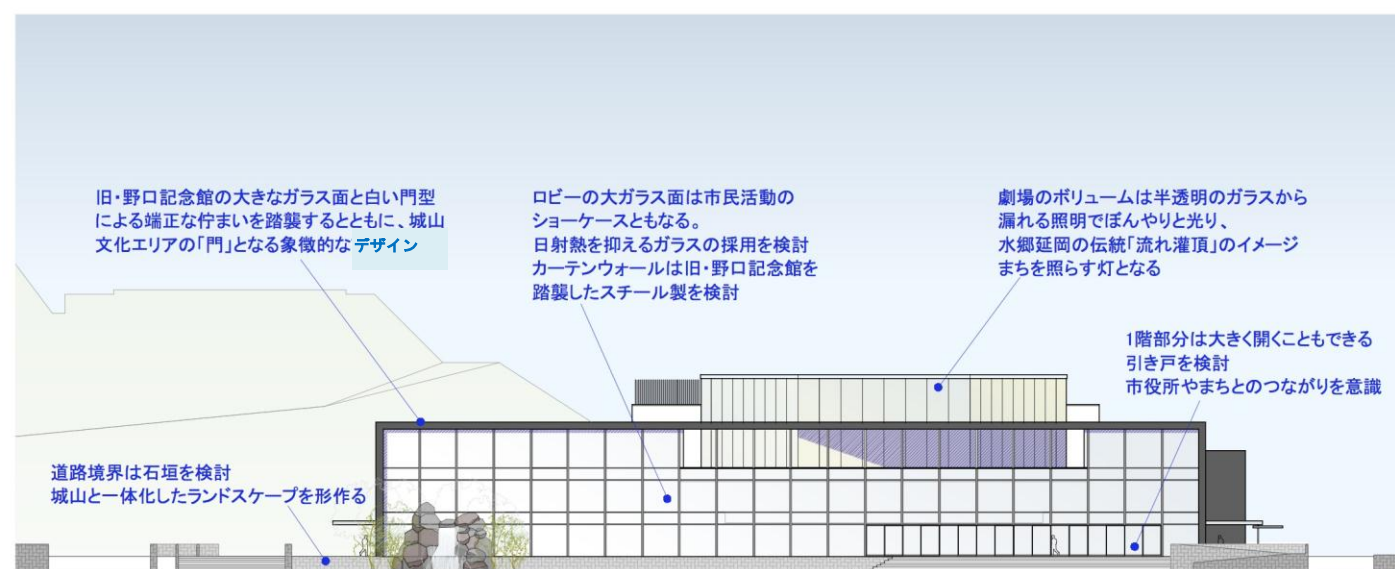 旧・野口記念館の大きなガラス面と白い門型
による端正な佇まいを踏襲するとともに、城山
文化エリアの「門」となる象徴的なデザイン
ロビーの大ガラス面は市民活動の
ショーケースともなる。
日射熱を抑えるガラスの採用を検討
カーテンウォールは旧・野口記念館を
踏襲したスチール製を検討
劇場のボリュームは半透明のガラスから
漏れる照明でぼんやりと光り、
水郷延岡の伝統「流れ灌頂」のイメージ
まちを照らす灯となる
1階部分は大きく開くこともできる
引き戸を検討
市役所やまちとのつながりを意識
道路境界は石垣を検討
城山と一体化したランドスケープを形作る